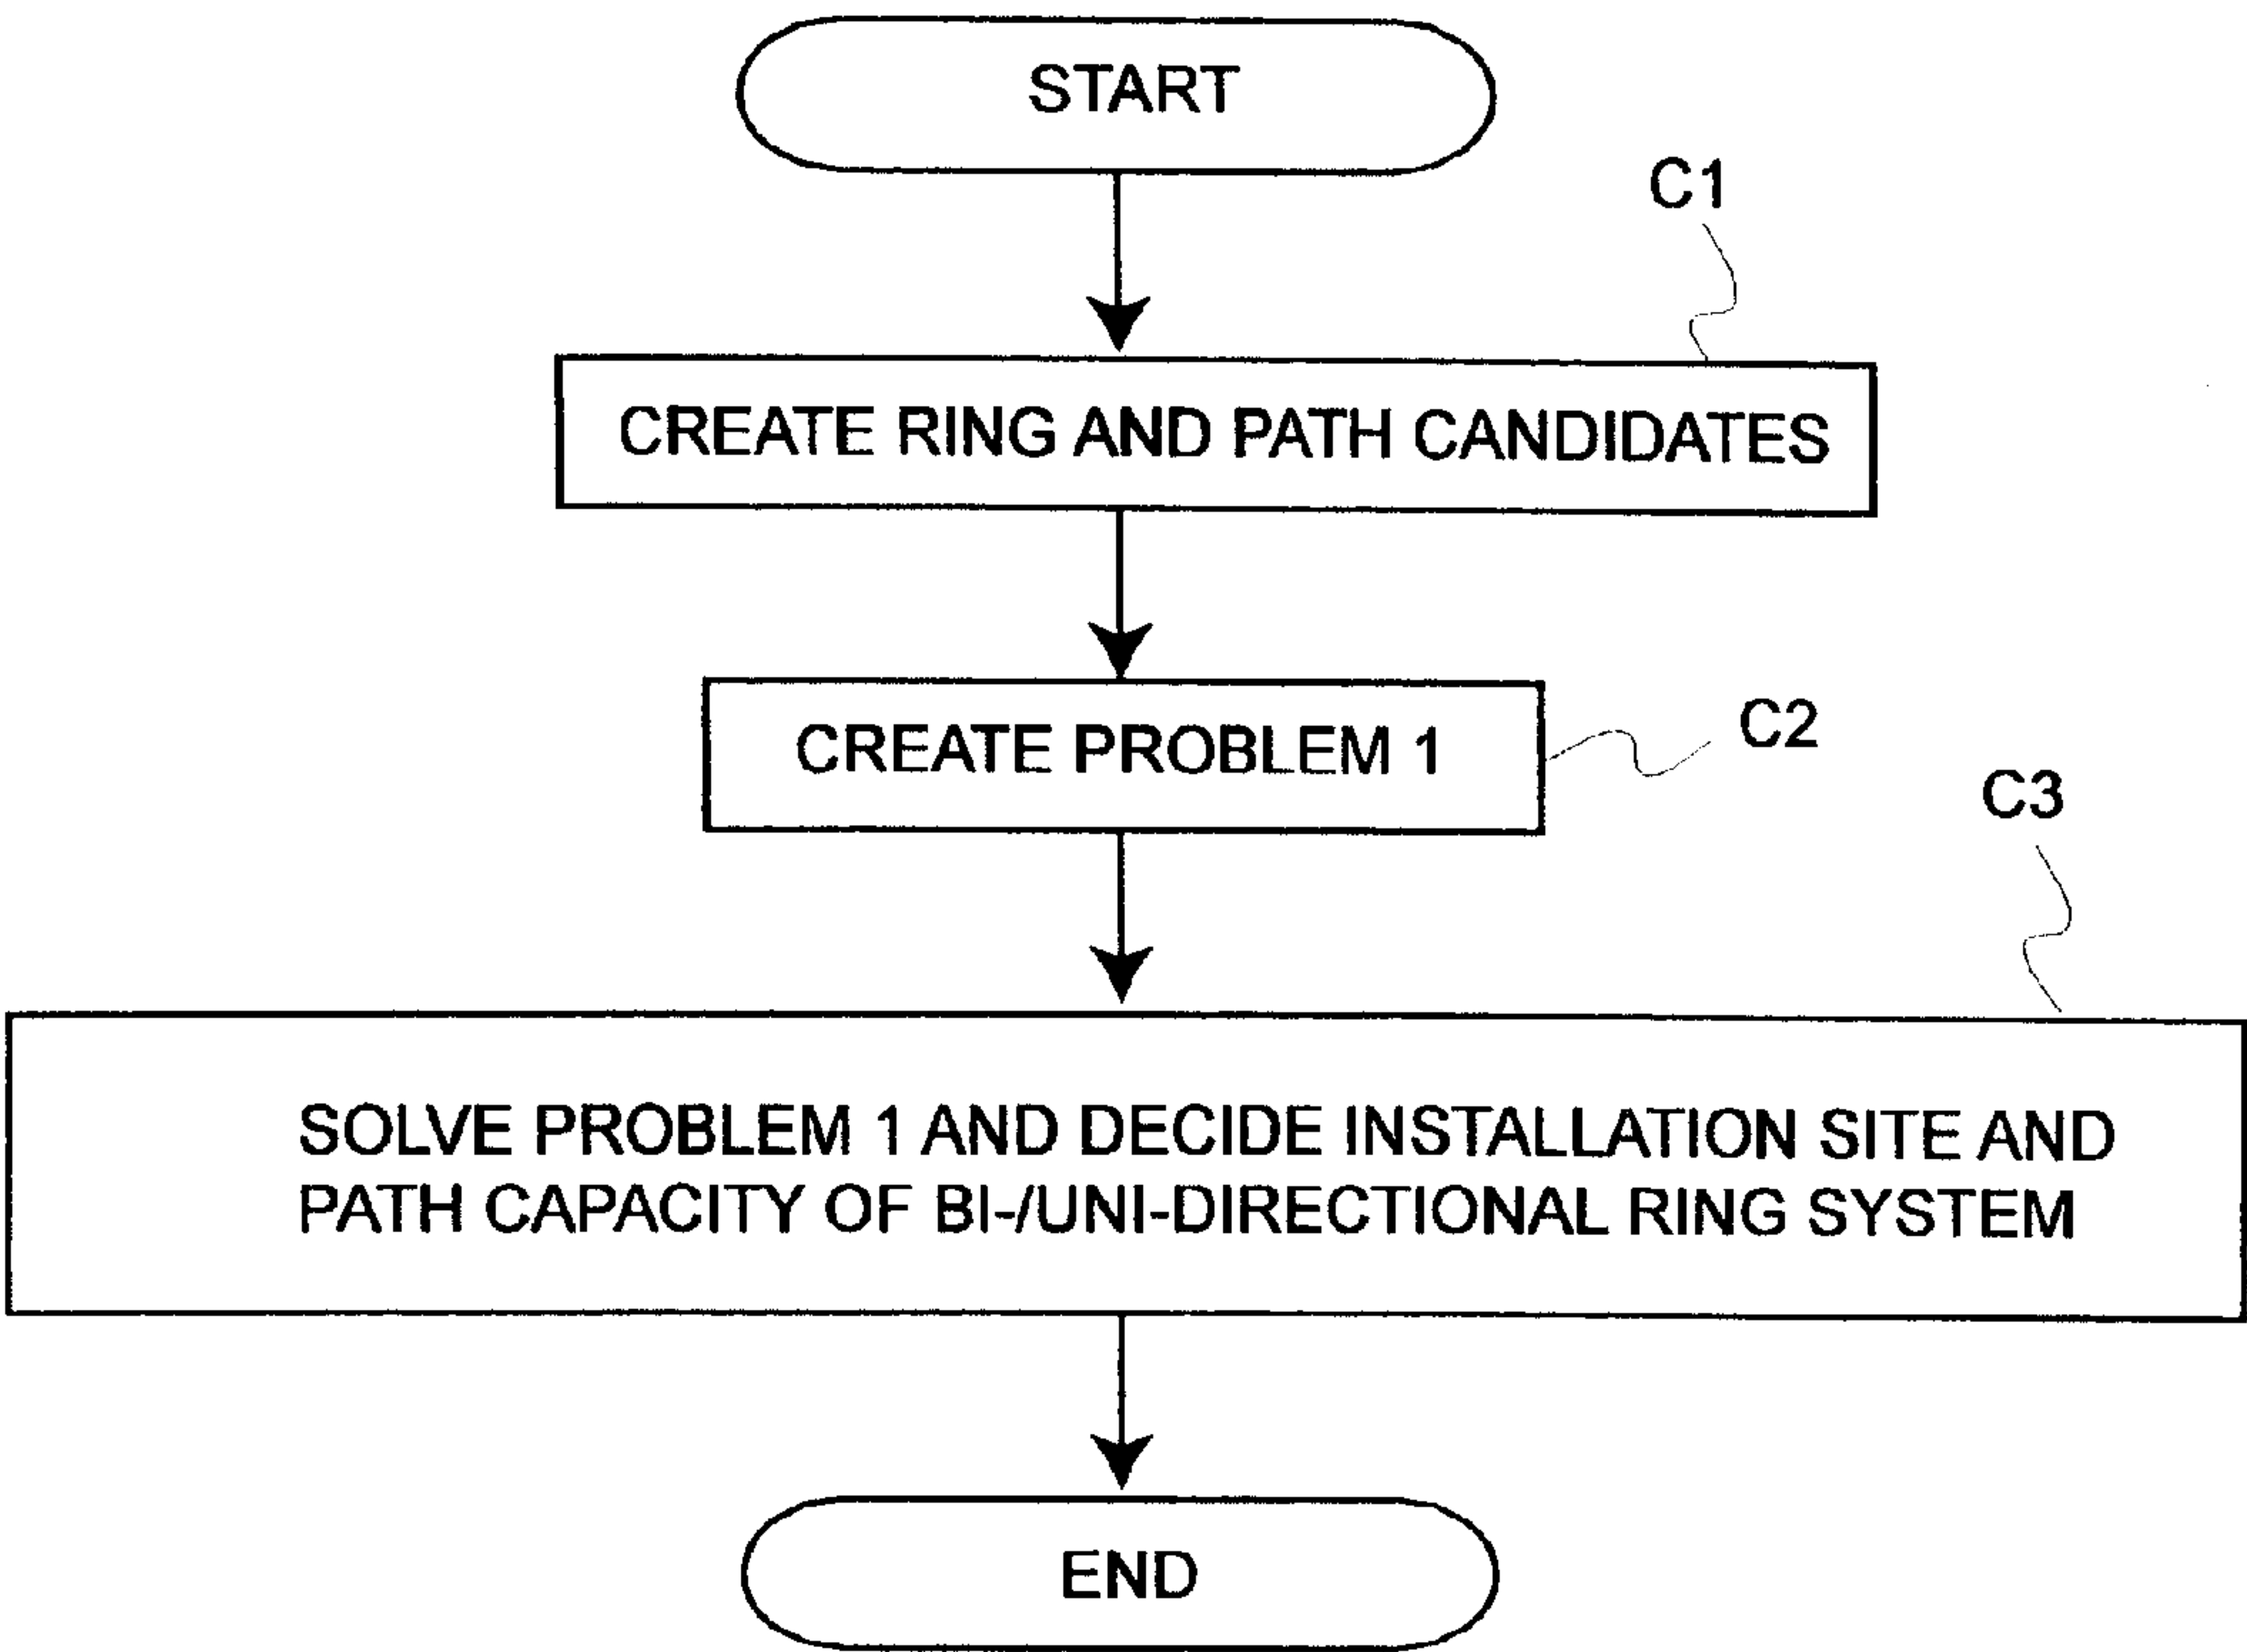 START
C1
CREATE RING AND PATH CANDIDATES
CREATE PROBLEM 1
C2
C3
SOLVE PROBLEM 1 AND DECIDE INSTALLATION SITE AND
PATH CAPACITY OF BI-/UNI-DIRECTIONAL RING SYSTEM
END